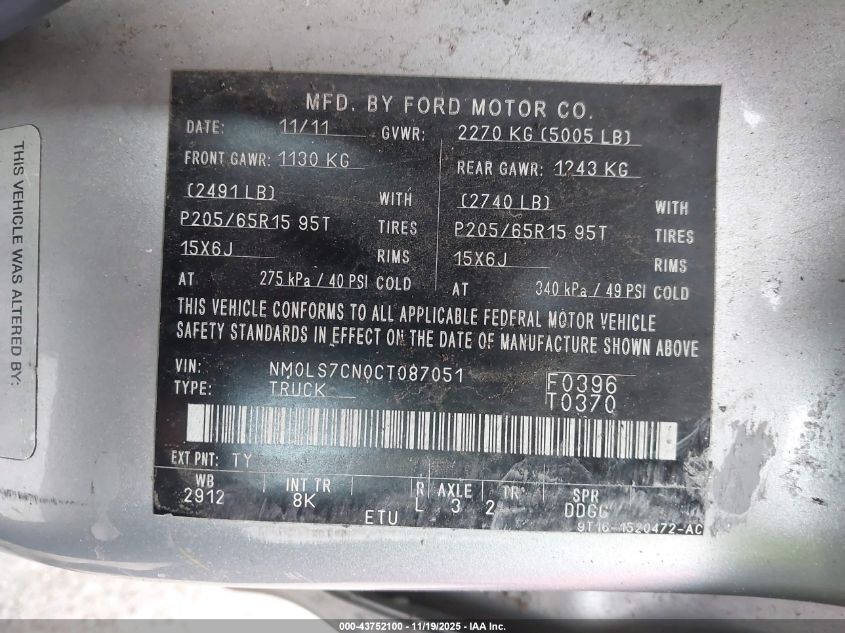 THIS VEHICLE WAS ALTERED BY:
MFD. BY FORD MOTOR CO.
DATE: 11/11 GVWR: 2270 KG (5005 LB)
FRONT GAWR: 1130 KG REAR GAWR: 1243 KG
(2491 LB) WITH (2740 LB) WITH
P205/65R15 95T TIRES P205/65R15 95T TIRES
15X6J RIMS 15X6J RIMS
AT 275 kPa / 40 PSI COLD AT 340 kPa / 49 PSI COLD
THIS VEHICLE CONFORMS TO ALL APPLICABLE FEDERAL MOTOR VEHICLE
SAFETY STANDARDS IN EFFECT ON THE DATE OF MANUFACTURE SHOWN ABOVE
VIN: NM0LS7CN0CT087051 F0396
TYPE: TRUCK T0370
EXT PNT: TY
WB INT TR R AXLE TR SPR
2912 8K L 3 2 DDGG
ETU 9T16-1520472-AC
000-43752100 - 11/19/2025 - IAA Inc.